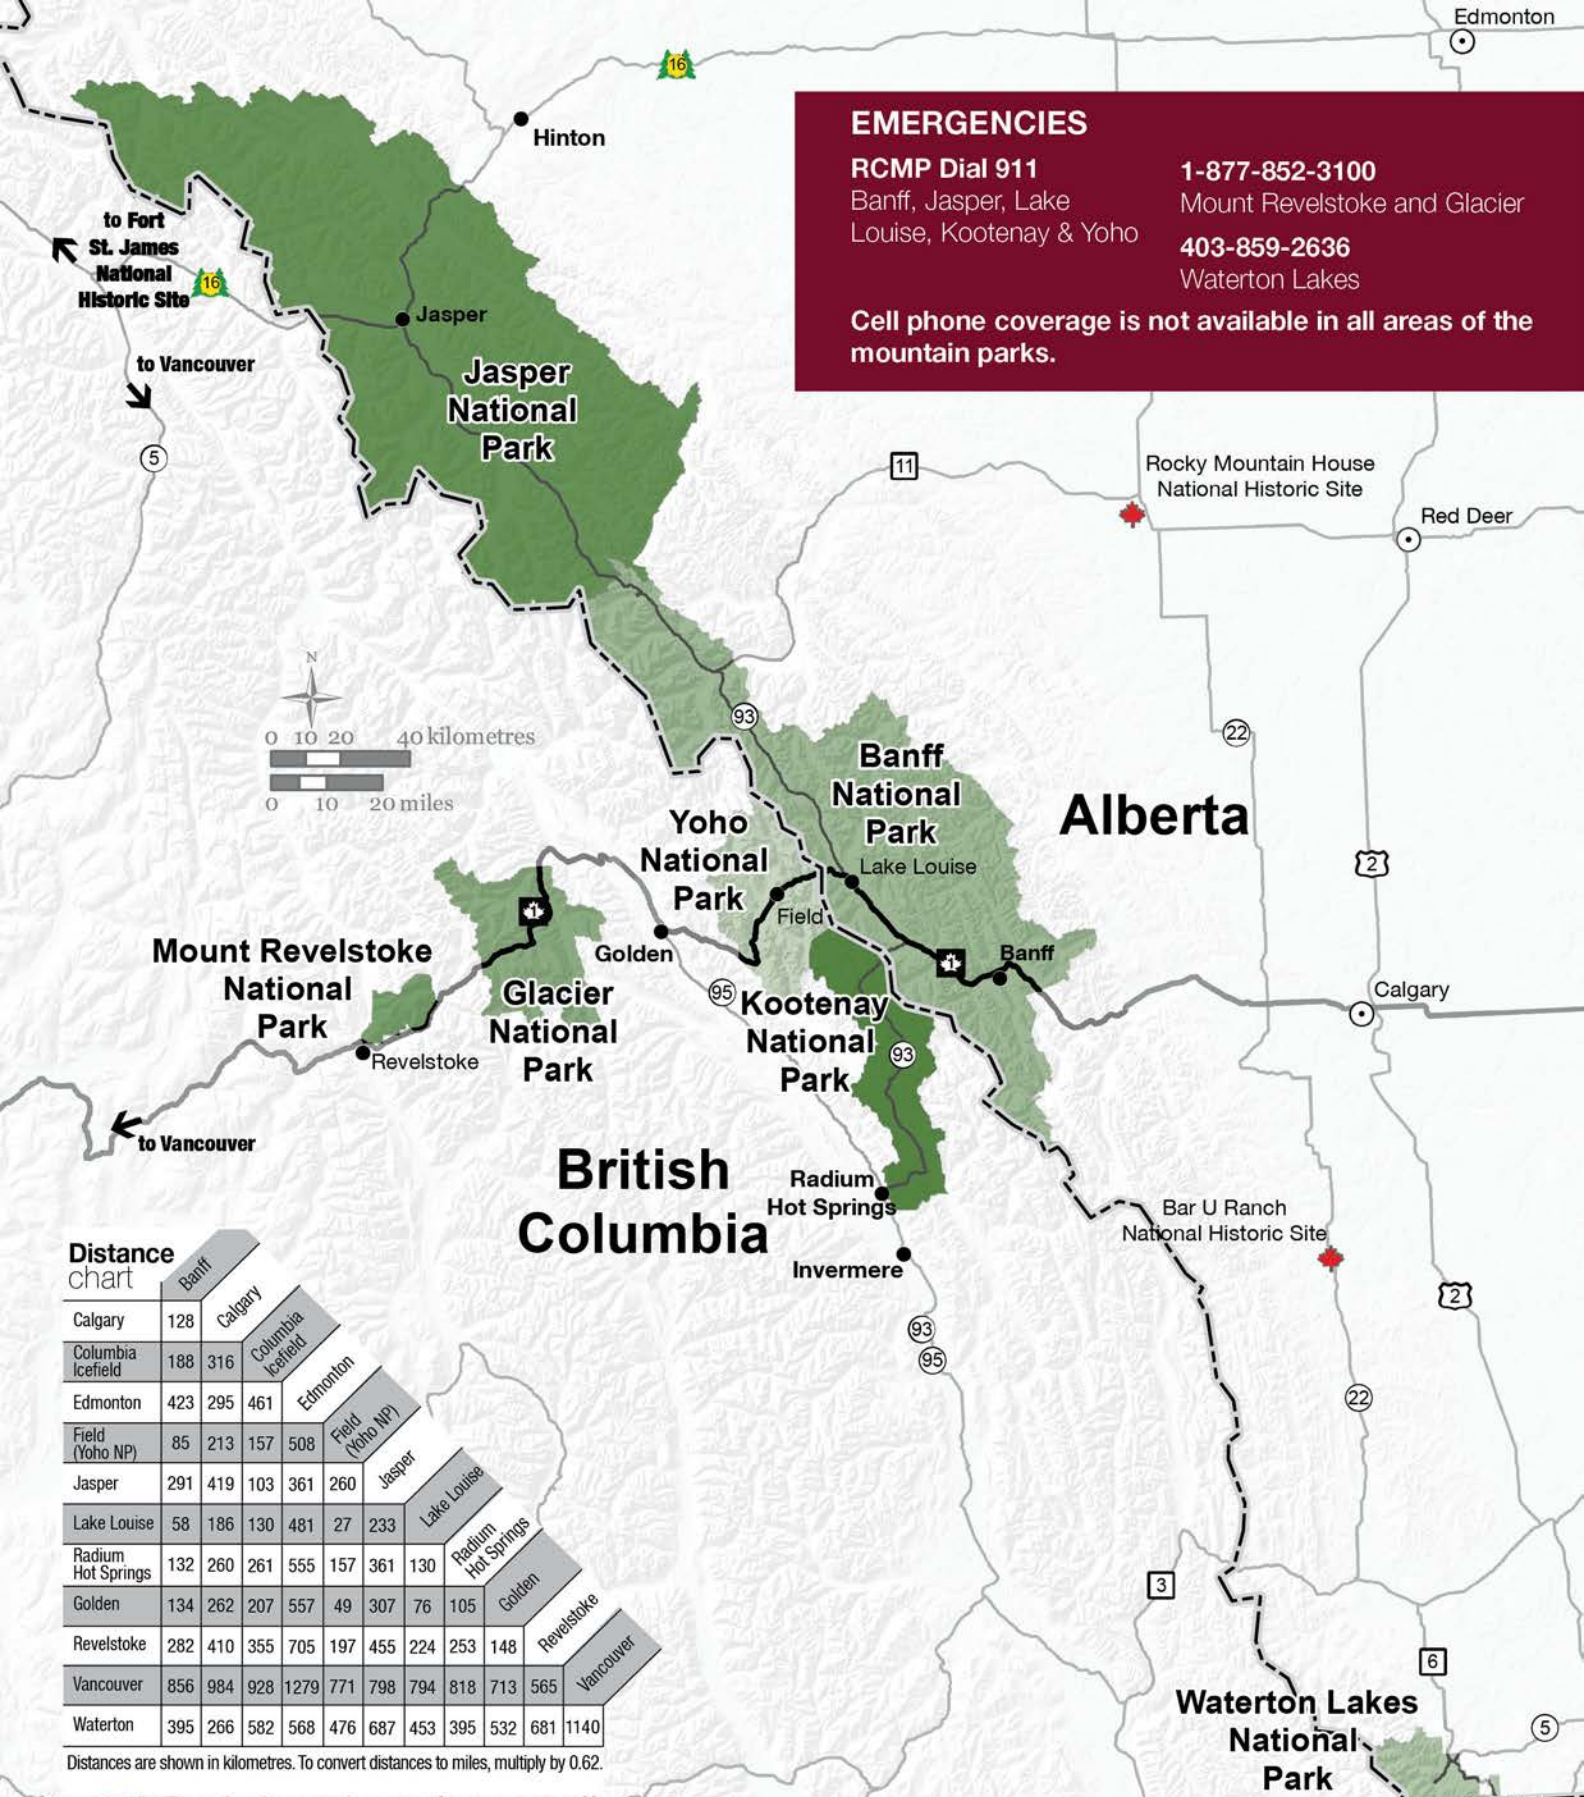 Edmonton
16
Hinton
EMERGENCIES
RCMP Dial 911
Banff, Jasper, Lake
Louise, Kootenay & Yoho
1-877-852-3100
Mount Revelstoke and Glacier
403-859-2636
Waterton Lakes
Cell phone coverage is not available in all areas of the
mountain parks.
to Fort
St. James
National
Historic Site
16
Jasper
to Vancouver
Jasper
National
Park
5
11
Rocky Mountain House
National Historic Site
Red Deer
N
0 10 20 40 kilometres
0 10 20 miles
93
22
Banff
National
Park
Alberta
Yoho
National
Park
2
Lake Louise
Field
1
Golden
Mount Revelstoke
National
Park
1
Banff
Calgary
Glacier
National
Park
95
Kootenay
National
Park
93
Revelstoke
to Vancouver
British
Columbia
Radium
Hot Springs
Bar U Ranch
National Historic Site
Invermere
2
93
95
22
Distance
chart
Banff
Calgary 128 Calgary
Columbia
Icefield 188 316 Columbia
Icefield
Edmonton 423 295 461 Edmonton
Field
(Yoho NP) 85 213 157 508 Field
(Yoho NP)
Jasper 291 419 103 361 260 Jasper
Lake Louise 58 186 130 481 27 233 Lake Louise
Radium
Hot Springs 132 260 261 555 157 361 130 Radium
Hot Springs
Golden 134 262 207 557 49 307 76 105 Golden
Revelstoke 282 410 355 705 197 455 224 253 148 Revelstoke
Vancouver 856 984 928 1279 771 798 794 818 713 565 Vancouver
Waterton 395 266 582 568 476 687 453 395 532 681 1140
Distances are shown in kilometres. To convert distances to miles, multiply by 0.62.
3
6
Waterton Lakes
National
Park
5